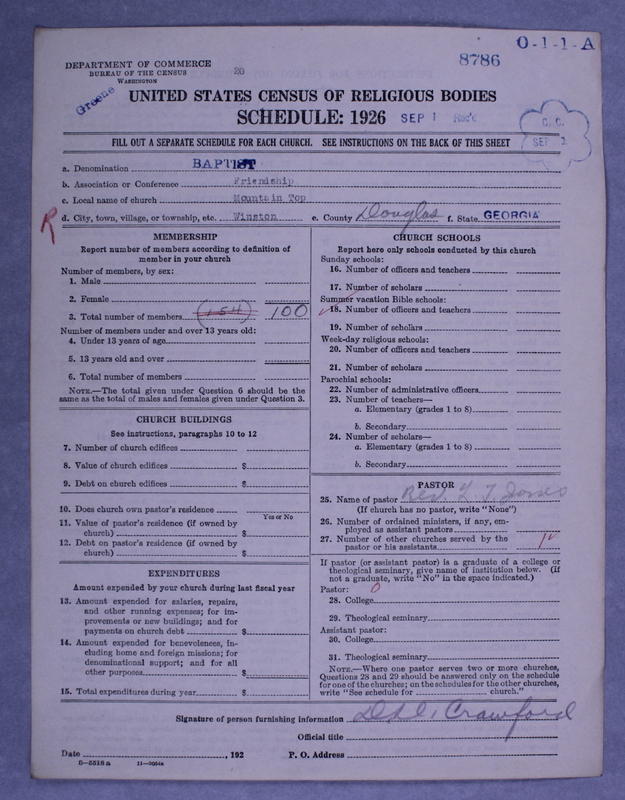 O-1-1-A
8786
DEPARTMENT OF COMMERCE
BUREAU OF THE CENSUS
WASHINGTON
20
Greene
UNITED STATES CENSUS OF RELIGIOUS BODIES
SCHEDULE: 1926
SEP 1 Rec'd
C. C.
SEP 2
FILL OUT A SEPARATE SCHEDULE FOR EACH CHURCH. SEE INSTRUCTIONS ON THE BACK OF THIS SHEET
a. Denomination BAPTIST
b. Association or Conference Friendship
c. Local name of church Mountain Top
R d. City, town, village, or township, etc. Winston e. County Douglas f. State GEORGIA
MEMBERSHIP
Report number of members according to definition of
member in your church
Number of members, by sex:
1. Male
2. Female
3. Total number of members (154) 100
Number of members under and over 13 years old:
4. Under 13 years of age
5. 13 years old and over
6. Total number of members
NOTE.—The total given under Question 6 should be the
same as the total of males and females given under Question 3.
CHURCH BUILDINGS
See instructions, paragraphs 10 to 12
7. Number of church edifices
8. Value of church edifices $
9. Debt on church edifices $
10. Does church own pastor's residence
Yes or No
11. Value of pastor's residence (if owned by
church) $
12. Debt on pastor's residence (if owned by
church) $
EXPENDITURES
Amount expended by your church during last fiscal year
13. Amount expended for salaries, repairs,
and other running expenses; for im-
provements or new buildings; and for
payments on church debt $
14. Amount expended for benevolences, in-
cluding home and foreign missions; for
denominational support; and for all
other purposes $
15. Total expenditures during year $
CHURCH SCHOOLS
Report here only schools conducted by this church
Sunday schools:
16. Number of officers and teachers
17. Number of scholars
Summer vacation Bible schools:
18. Number of officers and teachers
19. Number of scholars
Week-day religious schools:
20. Number of officers and teachers
21. Number of scholars
Parochial schools:
22. Number of administrative officers
23. Number of teachers—
a. Elementary (grades 1 to 8)
b. Secondary
24. Number of scholars—
a. Elementary (grades 1 to 8)
b. Secondary
PASTOR
25. Name of pastor Rev. T. Jones
(If church has no pastor, write "None")
26. Number of ordained ministers, if any, em-
ployed as assistant pastors
27. Number of other churches served by the
pastor or his assistants
If pastor (or assistant pastor) is a graduate of a college or
theological seminary, give name of institution below. (If
not a graduate, write "No" in the space indicated.)
Pastor: 0
28. College
29. Theological seminary
Assistant pastor:
30. College
31. Theological seminary
NOTE.—Where one pastor serves two or more churches,
Questions 28 and 29 should be answered only on the schedule
for one of the churches; on the schedules for the other churches,
write "See schedule for church."
Signature of person furnishing information Crawford
Official title
Date , 192 P. O. Address
8—5518 a